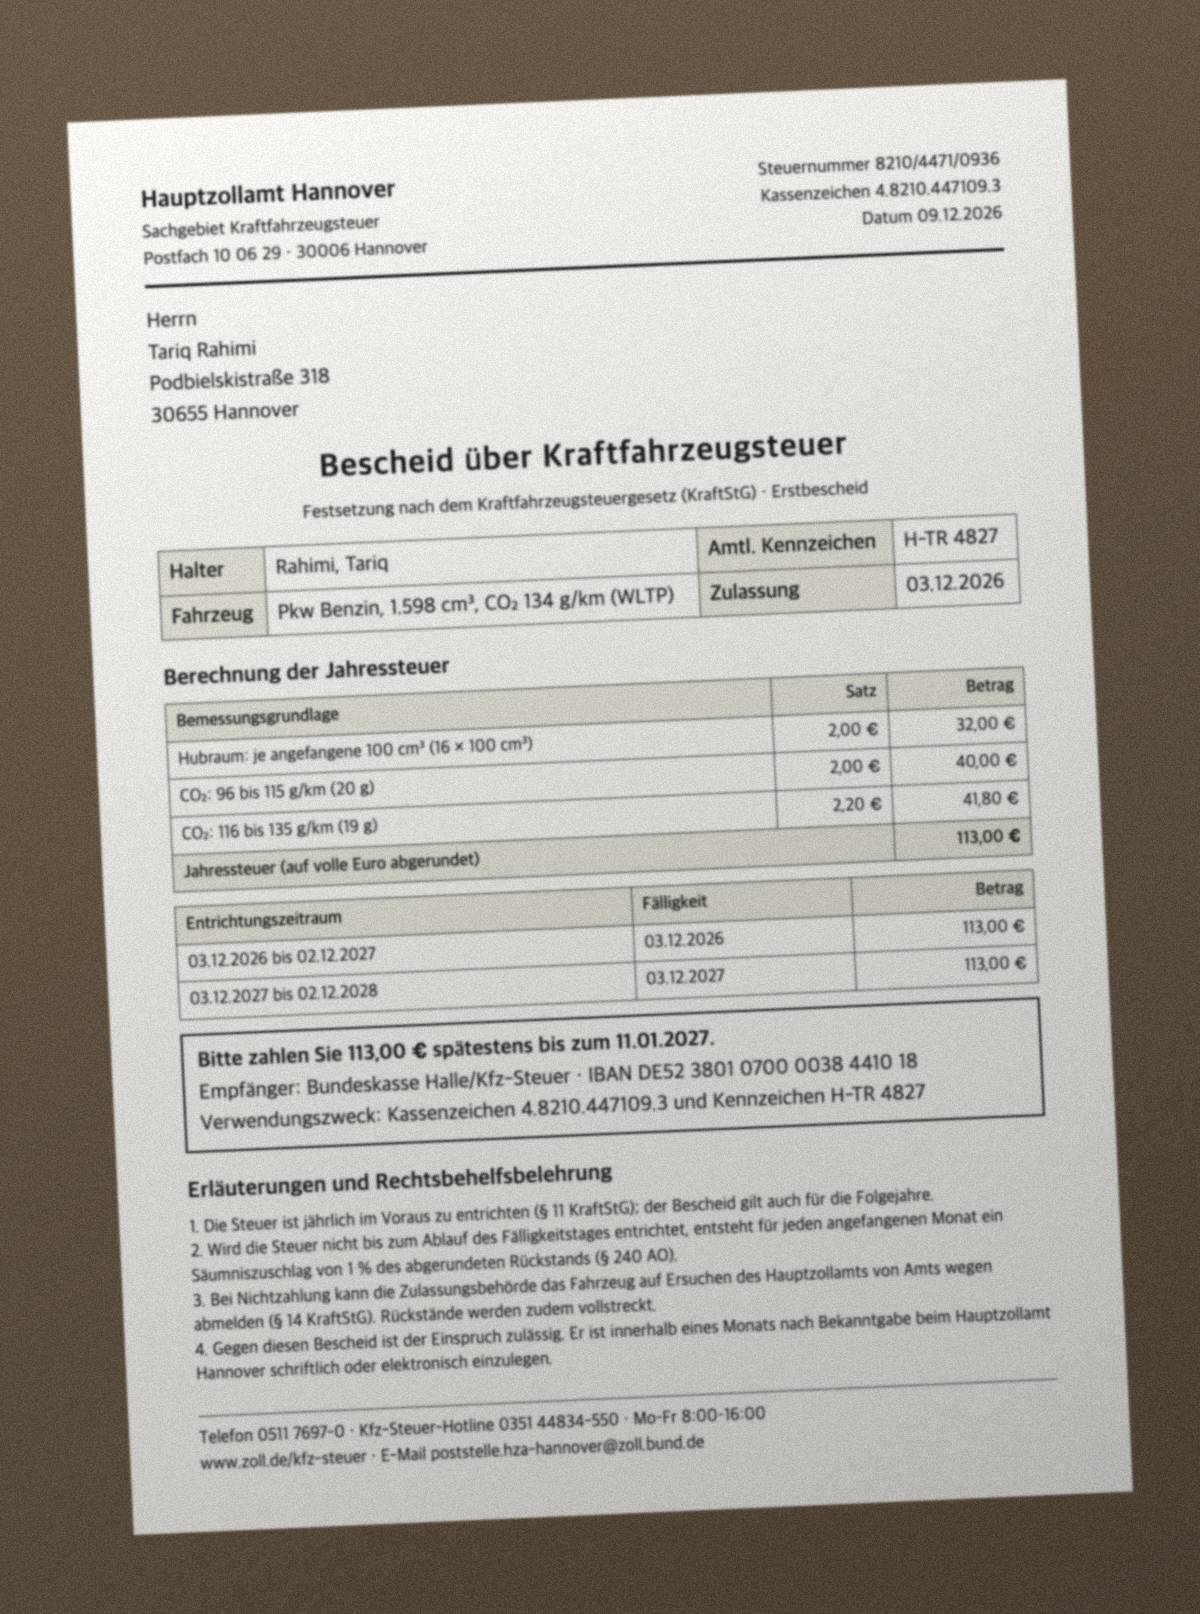 Hauptzollamt Hannover
Sachgebiet Kraftfahrzeugsteuer
Postfach 10 06 29 · 30006 Hannover
Steuernummer 8210/4471/0936
Kassenzeichen 4.8210.447109.3
Datum 09.12.2026
Herrn
Tariq Rahimi
Podbielskistraße 318
30655 Hannover
Bescheid über Kraftfahrzeugsteuer
Festsetzung nach dem Kraftfahrzeugsteuergesetz (KraftStG) · Erstbescheid
Halter Rahimi, Tariq Amtl. Kennzeichen H-TR 4827
Fahrzeug Pkw Benzin, 1.598 cm³, CO₂ 134 g/km (WLTP) Zulassung 03.12.2026
Berechnung der Jahressteuer
Bemessungsgrundlage Satz Betrag
Hubraum: je angefangene 100 cm³ (16 × 100 cm³) 2,00 € 32,00 €
CO₂: 96 bis 115 g/km (20 g) 2,00 € 40,00 €
CO₂: 116 bis 135 g/km (19 g) 2,20 € 41,80 €
Jahressteuer (auf volle Euro abgerundet) 113,00 €
Entrichtungszeitraum Fälligkeit Betrag
03.12.2026 bis 02.12.2027 03.12.2026 113,00 €
03.12.2027 bis 02.12.2028 03.12.2027 113,00 €
Bitte zahlen Sie 113,00 € spätestens bis zum 11.01.2027.
Empfänger: Bundeskasse Halle/Kfz-Steuer · IBAN DE52 3801 0700 0038 4410 18
Verwendungszweck: Kassenzeichen 4.8210.447109.3 und Kennzeichen H-TR 4827
Erläuterungen und Rechtsbehelfsbelehrung
1. Die Steuer ist jährlich im Voraus zu entrichten (§ 11 KraftStG); der Bescheid gilt auch für die Folgejahre.
2. Wird die Steuer nicht bis zum Ablauf des Fälligkeitstages entrichtet, entsteht für jeden angefangenen Monat ein
Säumniszuschlag von 1 % des abgerundeten Rückstands (§ 240 AO).
3. Bei Nichtzahlung kann die Zulassungsbehörde das Fahrzeug auf Ersuchen des Hauptzollamts von Amts wegen
abmelden (§ 14 KraftStG). Rückstände werden zudem vollstreckt.
4. Gegen diesen Bescheid ist der Einspruch zulässig. Er ist innerhalb eines Monats nach Bekanntgabe beim Hauptzollamt
Hannover schriftlich oder elektronisch einzulegen.
Telefon 0511 7697-0 · Kfz-Steuer-Hotline 0351 44834-550 · Mo-Fr 8:00-16:00
www.zoll.de/kfz-steuer · E-Mail poststelle.hza-hannover@zoll.bund.de